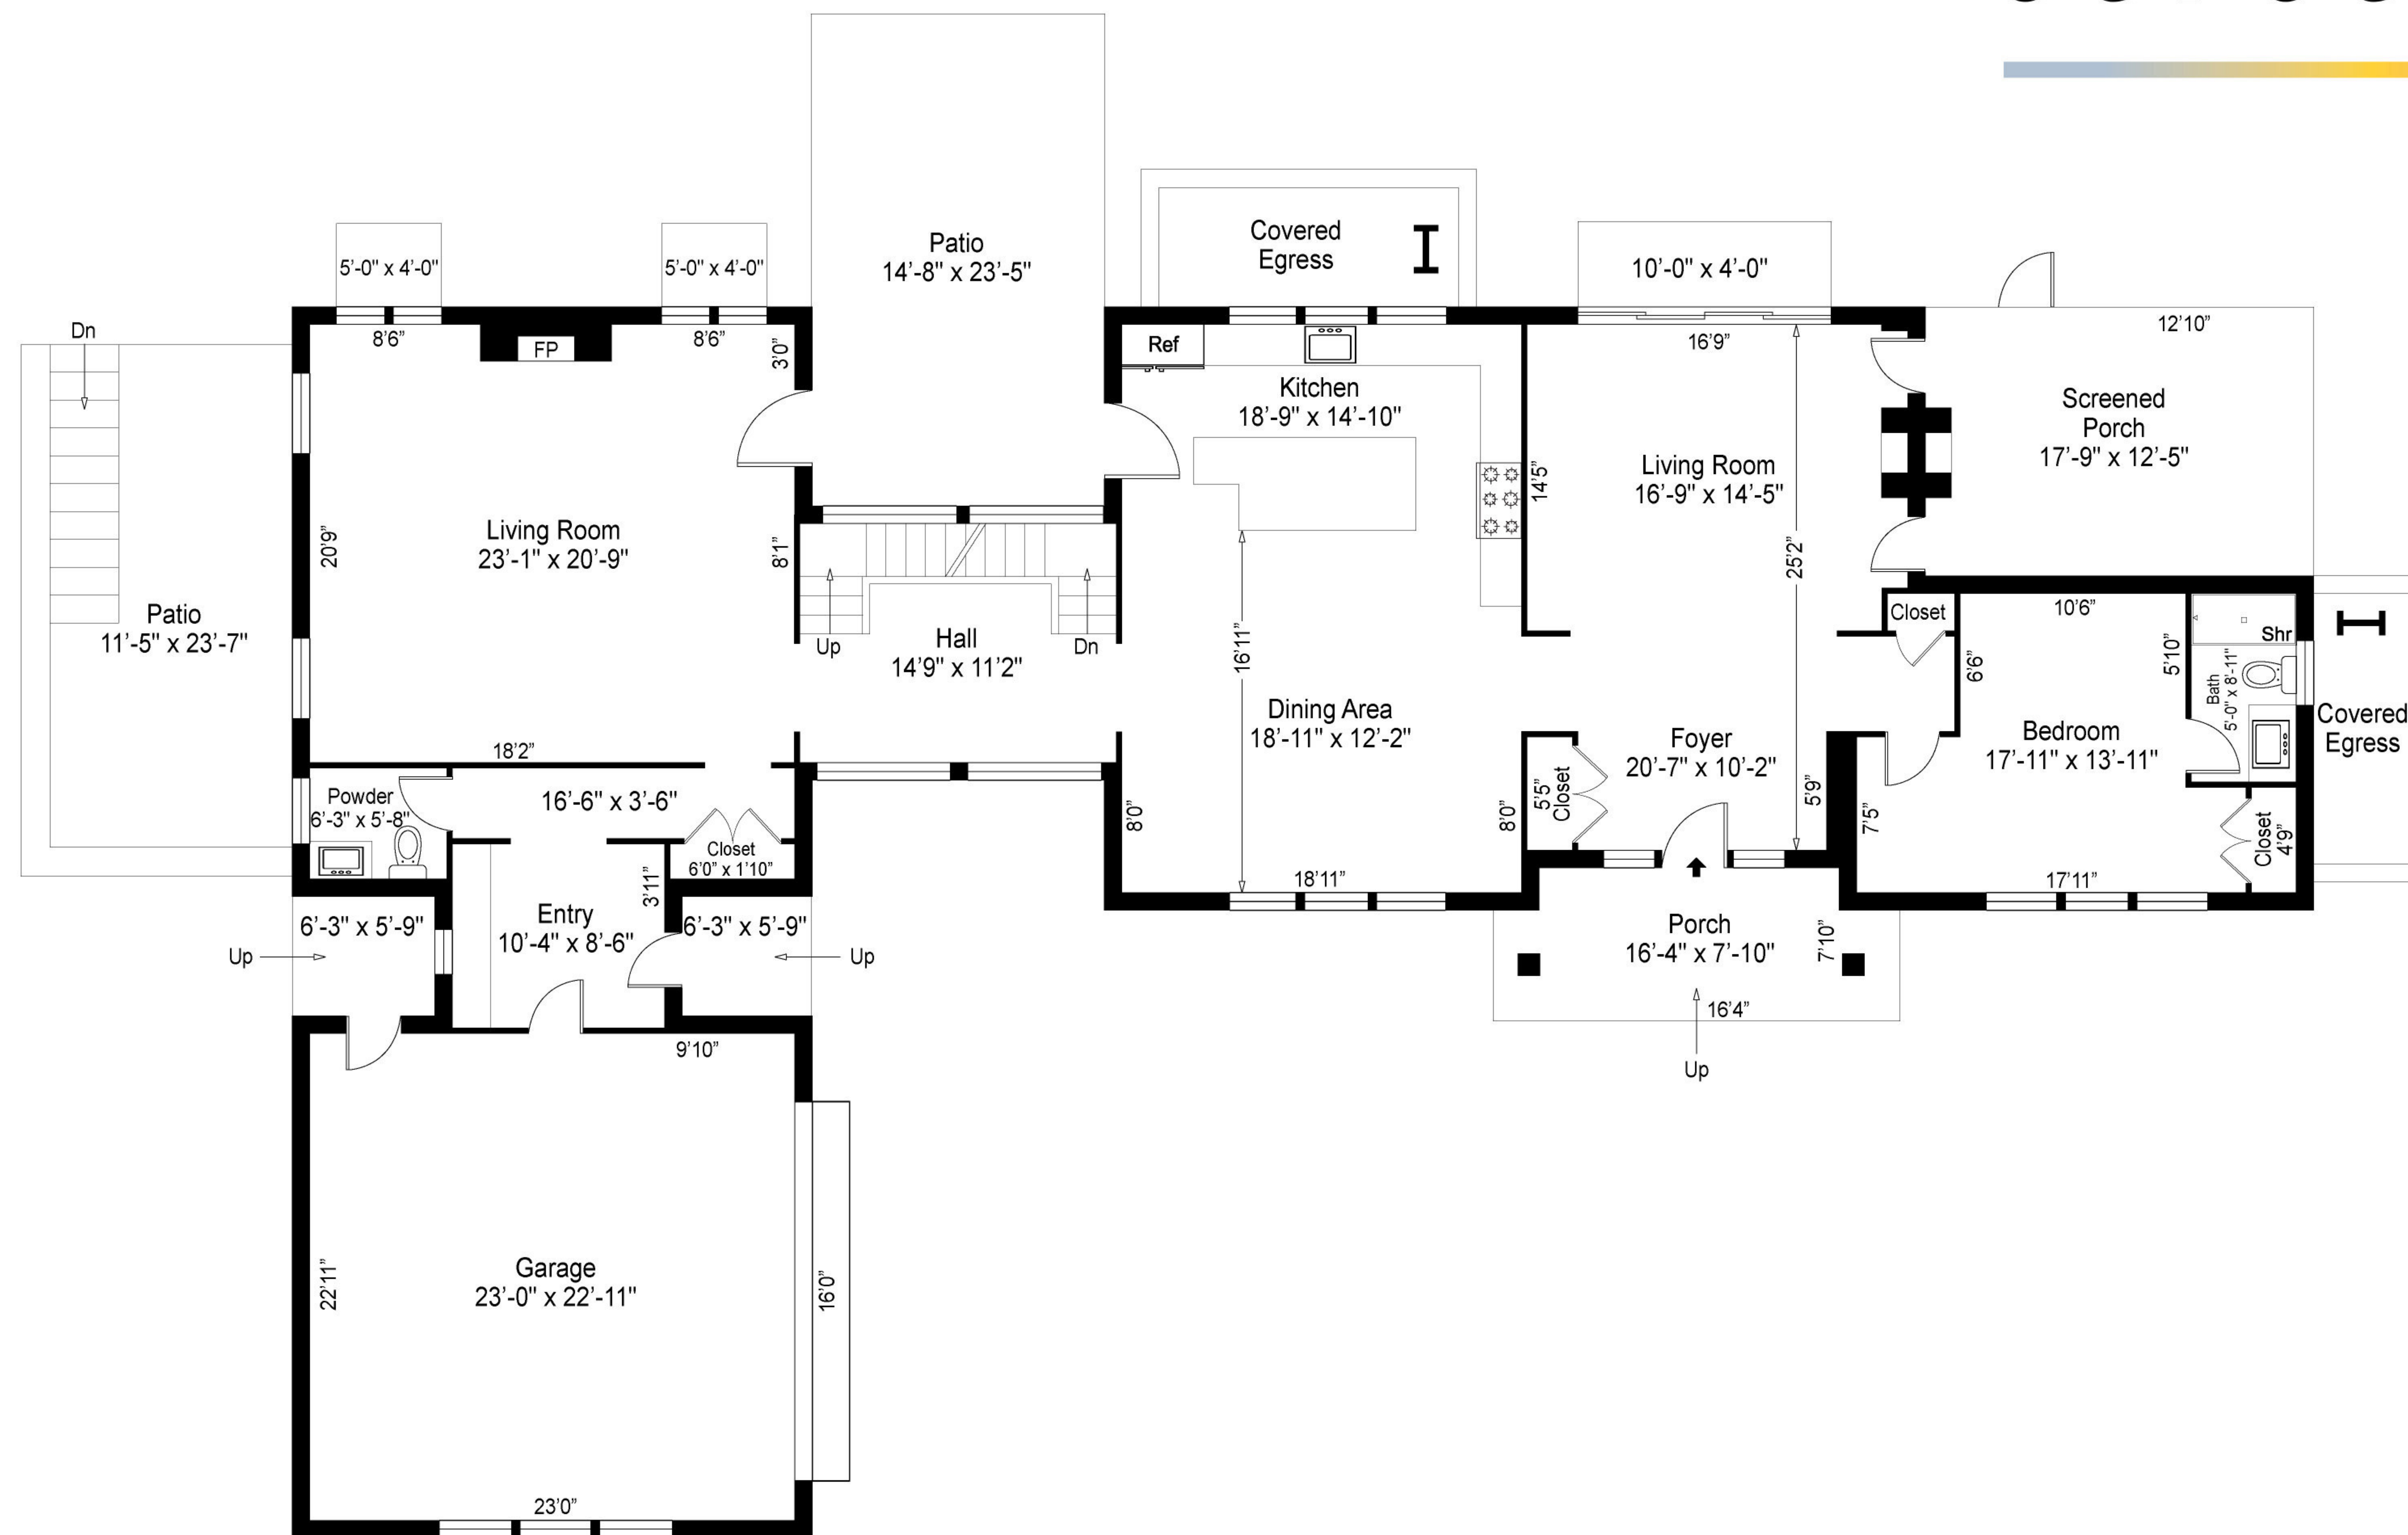 Patio
14'-8" x 23'-5"
Covered
Egress
5'-0" x 4'-0"
5'-0" x 4'-0"
10'-0" x 4'-0"
Dn
8'6"
FP
8'6"
3'0"
Ref
16'9"
12'10"
Kitchen
18'-9" x 14'-10"
Screened
Porch
17'-9" x 12'-5"
Living Room
16'-9" x 14'-5"
14'5"
Living Room
23'-1" x 20'-9"
20'9"
8'1"
25'2"
Patio
11'-5" x 23'-7"
Up
Hall
14'9" x 11'2"
Dn
16'11"
Closet
10'6"
Shr
6'6"
5'10"
Bath
5'-0" x 8'-11"
Dining Area
18'-11" x 12'-2"
Foyer
20'-7" x 10'-2"
Bedroom
17'-11" x 13'-11"
Covered
Egress
18'2"
Powder
6'-3" x 5'-8"
16'-6" x 3'-6"
8'0"
8'0"
5'5"
Closet
5'9"
7'5"
Closet
4'9"
Closet
6'0" x 1'10"
3'11"
18'11"
17'11"
Entry
10'-4" x 8'-6"
6'-3" x 5'-9"
6'-3" x 5'-9"
Up
Up
Porch
16'-4" x 7'-10"
7'10"
16'4"
Up
9'10"
Garage
23'-0" x 22'-11"
22'11"
16'0"
23'0"